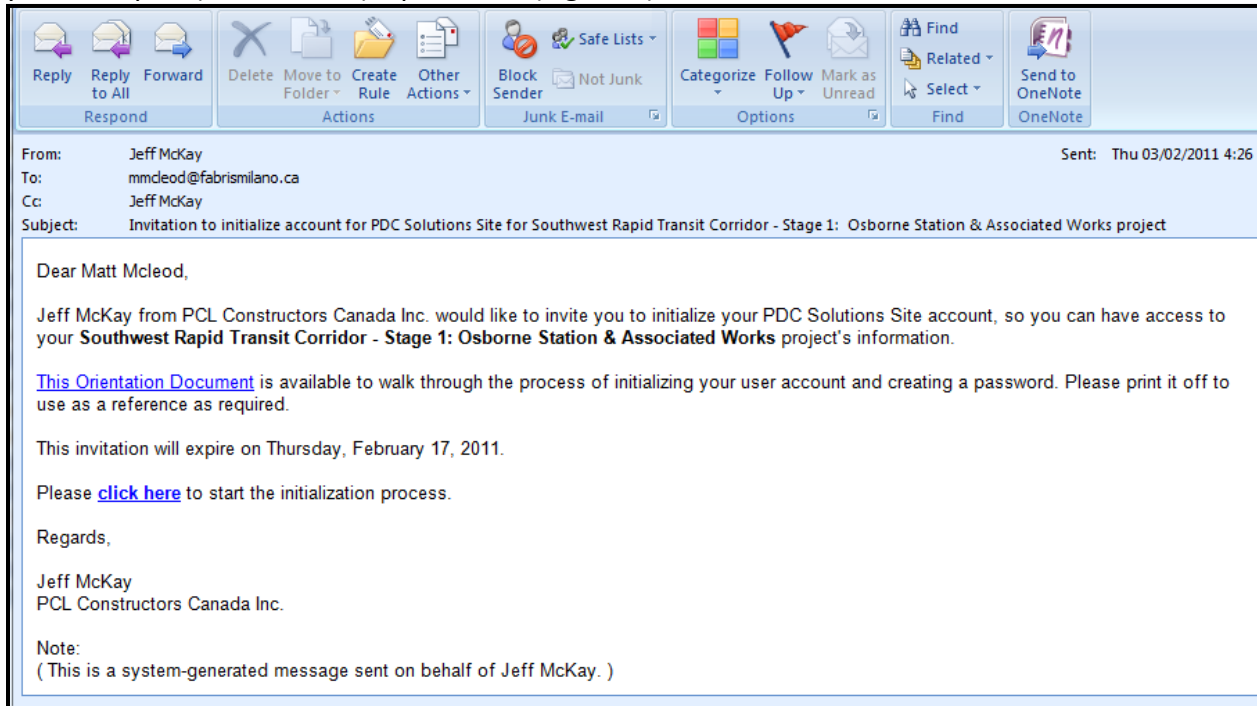 Reply Reply to All Forward Delete Move to Folder Create Rule Other Actions Block Sender Safe Lists Not Junk Categorize Follow Up Mark as Unread Find Related Select Send to OneNote
Respond Actions Junk E-mail Options Find OneNote
From: Jeff McKay Sent: Thu 03/02/2011 4:26
To: mmcleod@fabrismilano.ca
Cc: Jeff McKay
Subject: Invitation to initialize account for PDC Solutions Site for Southwest Rapid Transit Corridor - Stage 1: Osborne Station & Associated Works project
Dear Matt Mcleod,
Jeff McKay from PCL Constructors Canada Inc. would like to invite you to initialize your PDC Solutions Site account, so you can have access to
your Southwest Rapid Transit Corridor - Stage 1: Osborne Station & Associated Works project's information.
This Orientation Document is available to walk through the process of initializing your user account and creating a password. Please print it off to
use as a reference as required.
This invitation will expire on Thursday, February 17, 2011.
Please click here to start the initialization process.
Regards,
Jeff McKay
PCL Constructors Canada Inc.
Note:
( This is a system-generated message sent on behalf of Jeff McKay. )